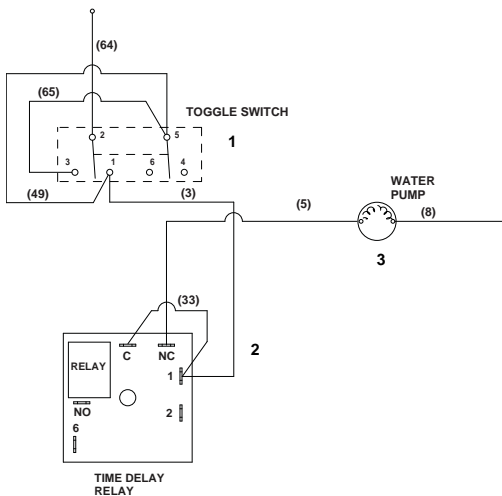 (64)
(65)
TOGGLE SWITCH
1
2
5
3
1
6
4
(49)
(3)
WATER
PUMP
(5)
(8)
3
(33)
2
C
NC
RELAY
1
NO
2
6
TIME DELAY
RELAY